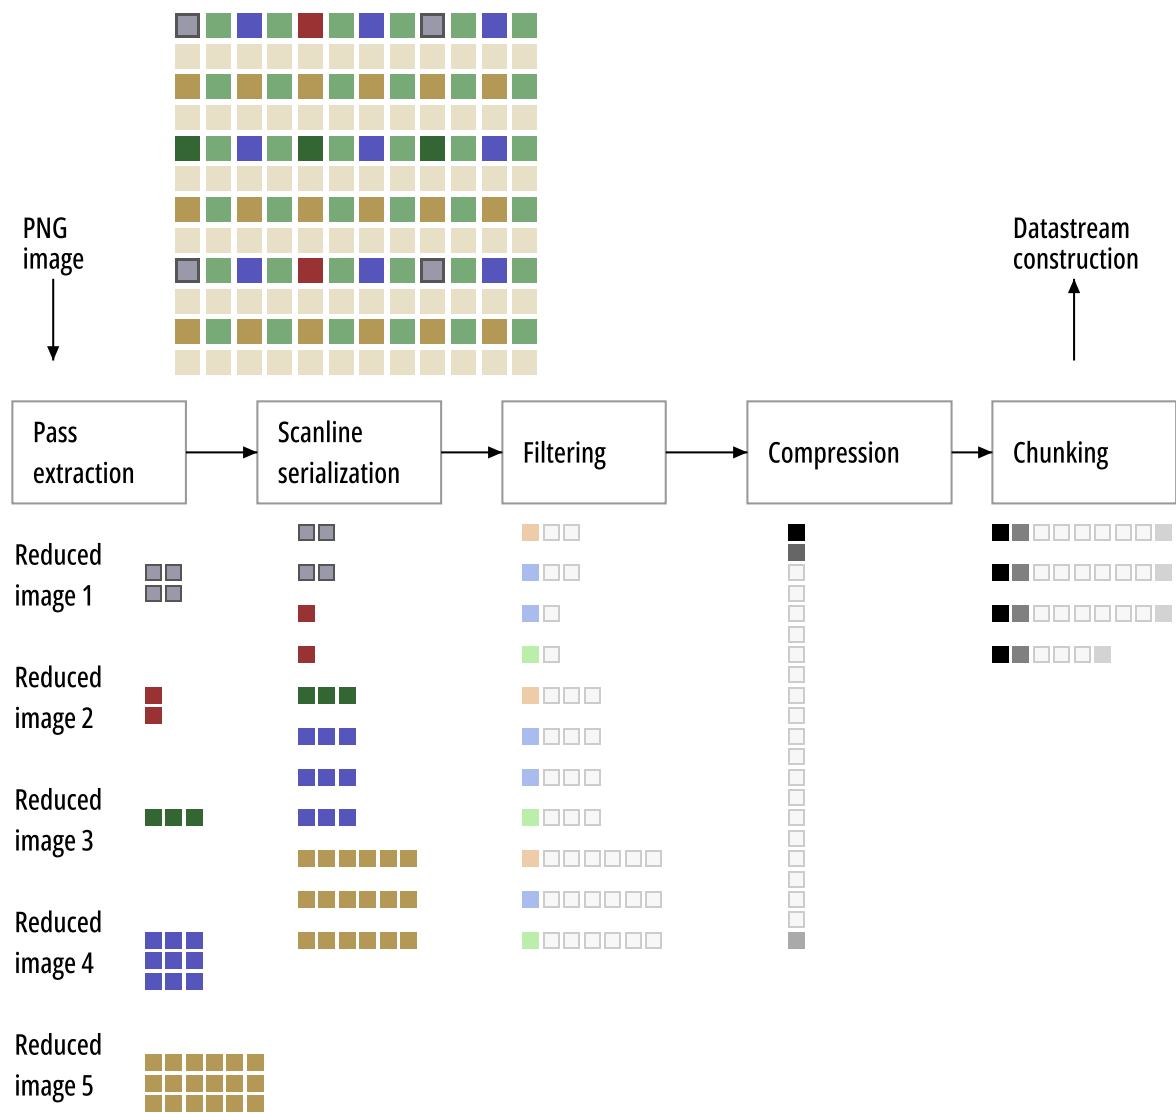 PNG
image
Datastream
construction
Pass
extraction
Scanline
serialization
Filtering
Compression
Chunking
Reduced
image 1
Reduced
image 2
Reduced
image 3
Reduced
image 4
Reduced
image 5